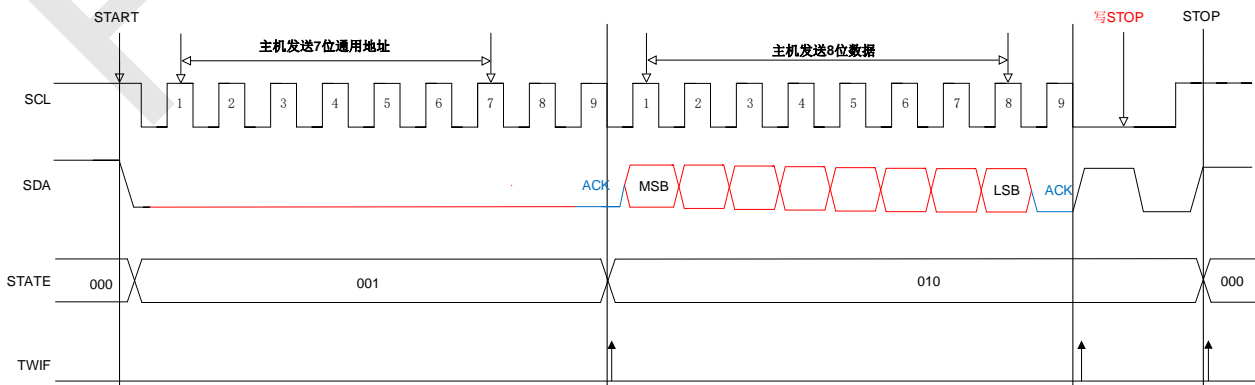 START 写STOP STOP
主机发送7位通用地址 主机发送8位数据
SCL 1 2 3 4 5 6 7 8 9 1 2 3 4 5 6 7 8 9
SDA ACK MSB LSB ACK
STATE 000 001 010 000
TWIF